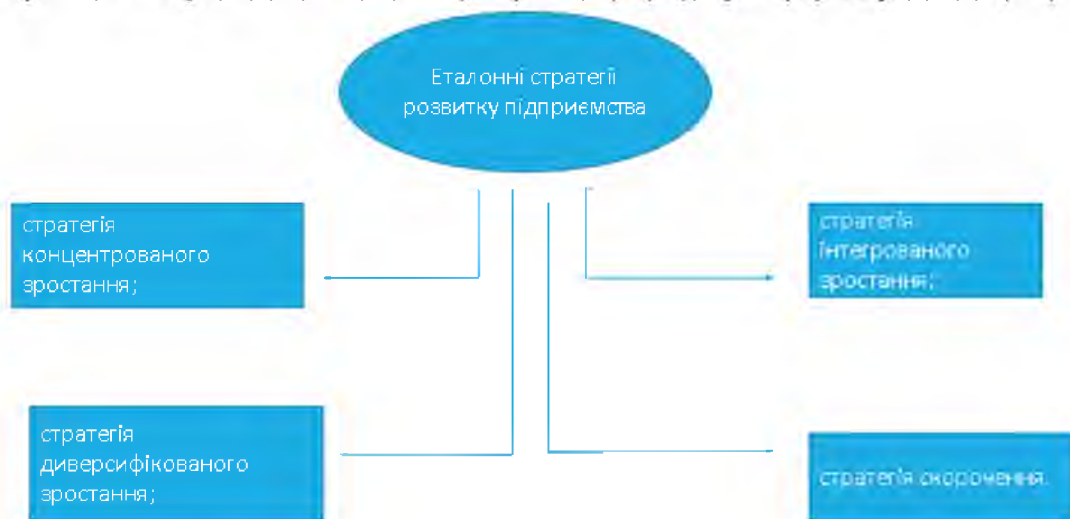 Еталонні стратегії
розвитку підприємства
стратегія
концентрованого
зростання;
стратегія
інтегрованого
зростання;
стратегія
диверсифікованого
зростання;
стратегія скорочення.